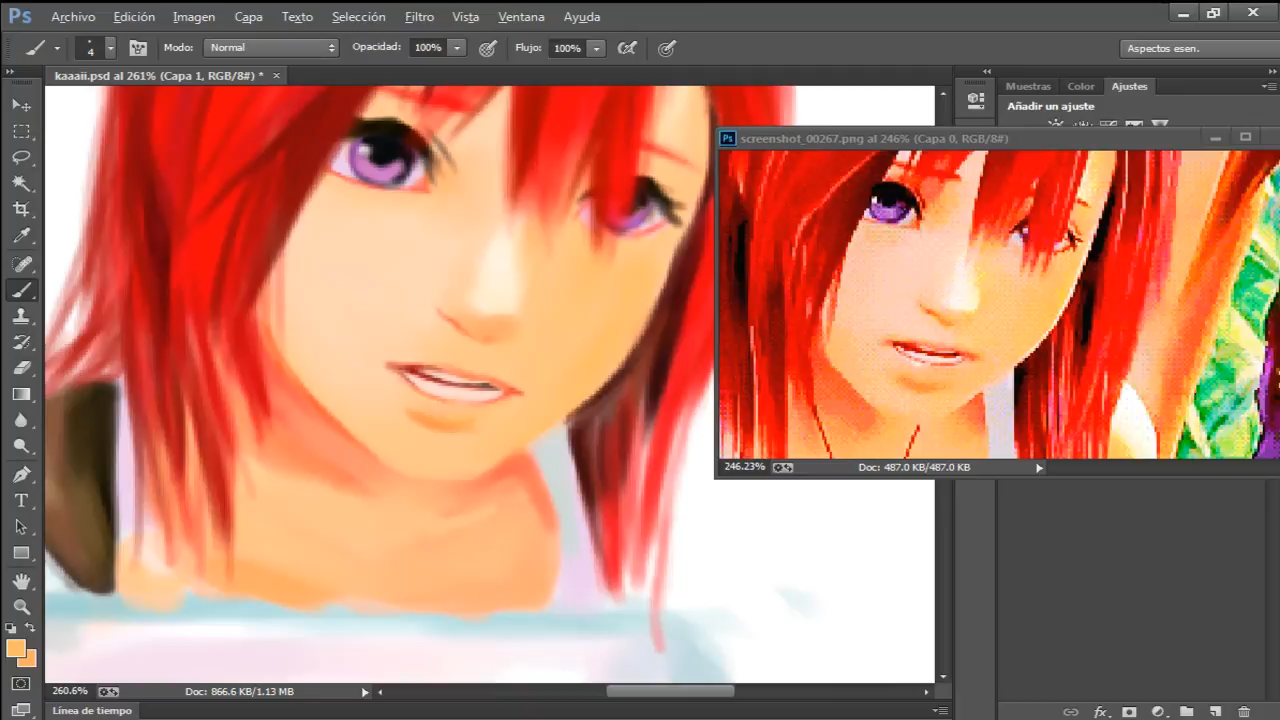 Ps Archivo Edición Imagen Capa Texto Selección Filtro Vista Ventana Ayuda
4 Modo: Normal Opacidad: 100% Flujo: 100% Aspectos esen.
kaaaii.psd al 261% (Capa 1, RGB/8#) * ×
Muestras Color Ajustes
Añadir un ajuste
Ps screenshot_00267.png al 246% (Capa 0, RGB/8#)
246.23% Doc: 487.0 KB/487.0 KB
260.6% Doc: 866.6 KB/1.13 MB
Línea de tiempo